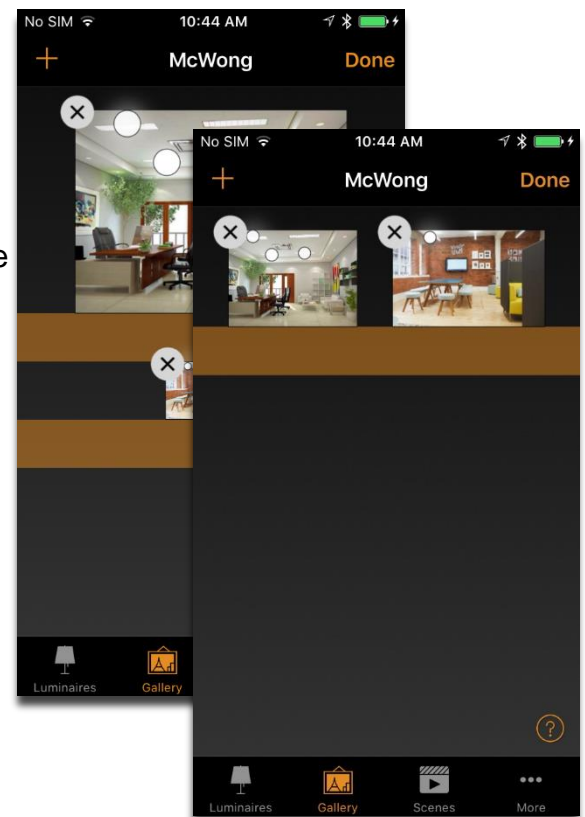 No SIM 10:44 AM
McWong Done
e
Luminaires Gallery
No SIM 10:44 AM
McWong Done
?
Luminaires Gallery Scenes More